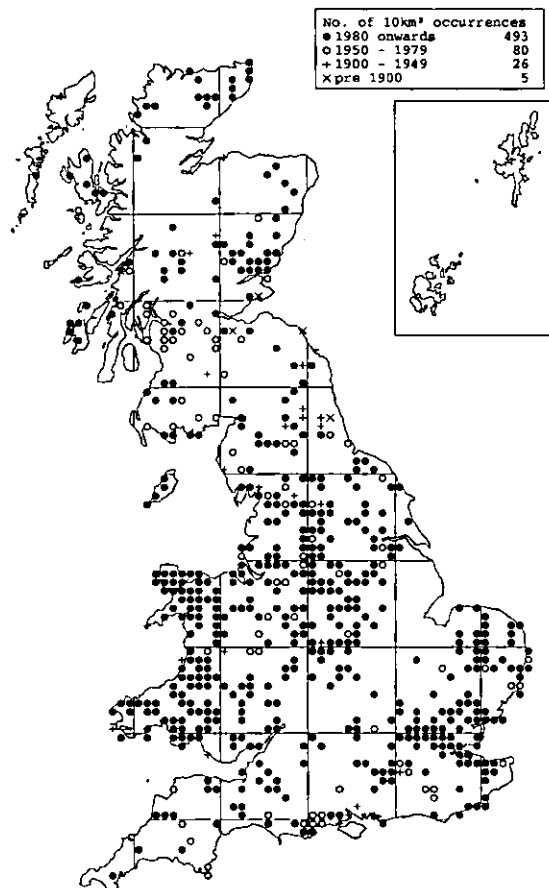 No. of 10km² occurrences
● 1980 onwards 493
○ 1950 - 1979 80
+ 1900 - 1949 26
× pre 1900 5